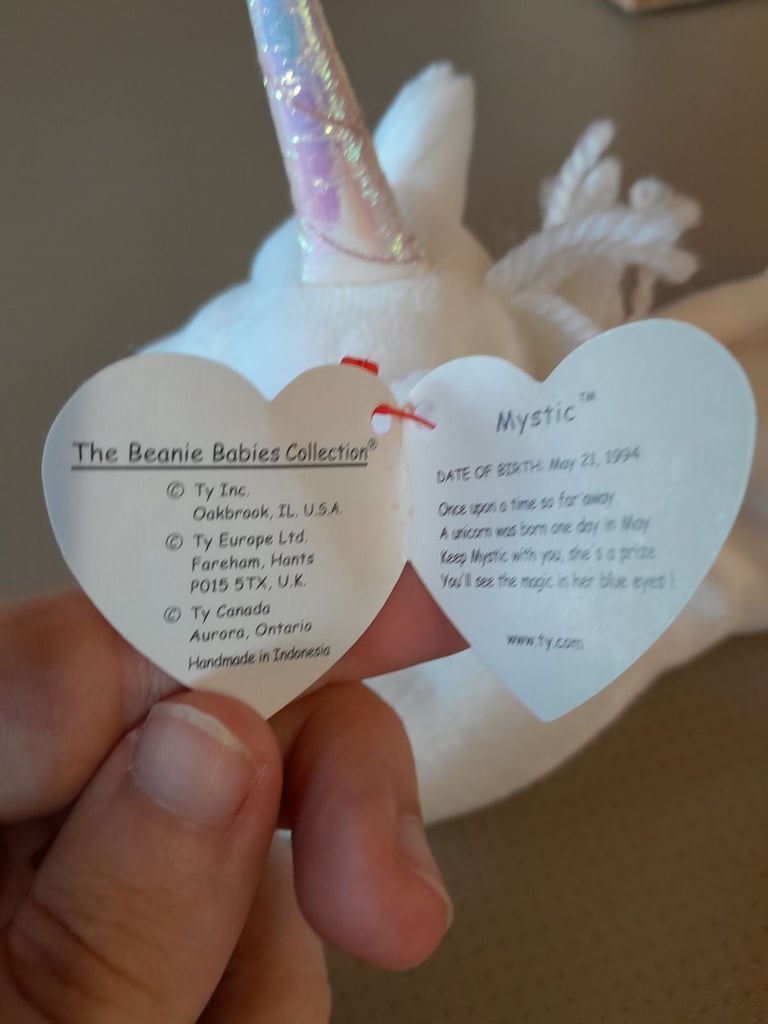 The Beanie Babies Collection®
© Ty Inc.
Oakbrook, IL. U.S.A.
© Ty Europe Ltd.
Fareham, Hants
PO15 5TX, U.K.
© Ty Canada
Aurora, Ontario
Handmade in Indonesia
Mystic™
DATE OF BIRTH: May 21, 1994
Once upon a time so far away
A unicorn was born one day in May
Keep Mystic with you, she's a prize
You'll see the magic in her blue eyes !
www.ty.com